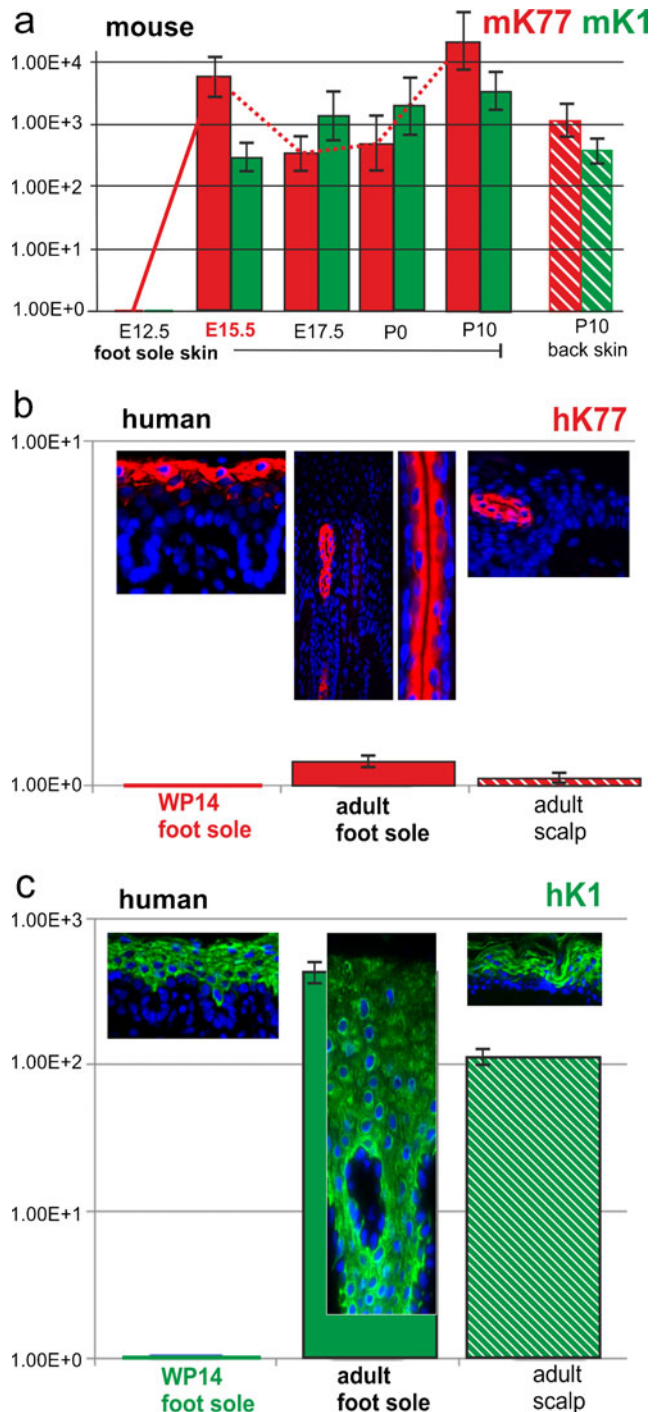 a
mouse
mK77 mK1
1.00E+4
1.00E+3
1.00E+2
1.00E+1
1.00E+0
E12.5 E15.5 E17.5 P0 P10 P10
foot sole skin back skin
b
human
hK77
1.00E+1
1.00E+0
WP14 adult adult
foot sole foot sole scalp
c
human
hK1
1.00E+3
1.00E+2
1.00E+1
1.00E+0
WP14 adult adult
foot sole foot sole scalp